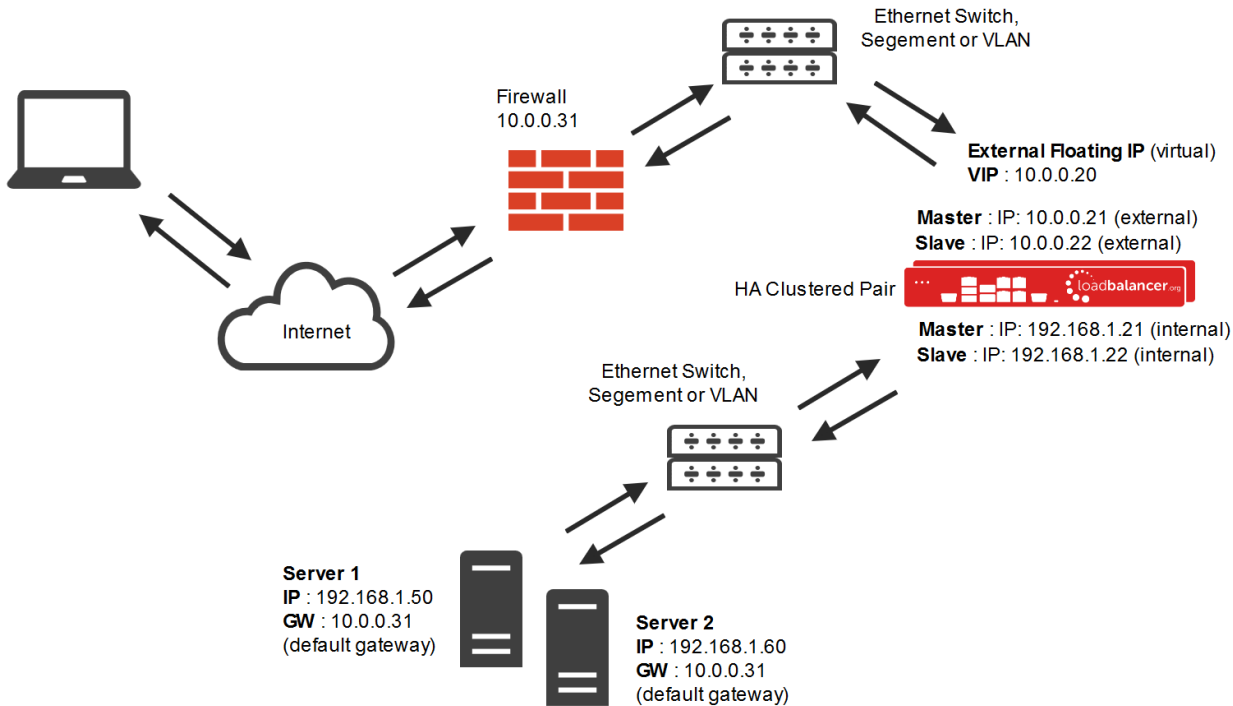 Ethernet Switch,
Segement or VLAN
Firewall
10.0.0.31
External Floating IP (virtual)
VIP : 10.0.0.20
Master : IP: 10.0.0.21 (external)
Slave : IP: 10.0.0.22 (external)
HA Clustered Pair
loadbalancer.org
Internet
Master : IP: 192.168.1.21 (internal)
Slave : IP: 192.168.1.22 (internal)
Ethernet Switch,
Segement or VLAN
Server 1
IP : 192.168.1.50
GW : 10.0.0.31
(default gateway)
Server 2
IP : 192.168.1.60
GW : 10.0.0.31
(default gateway)